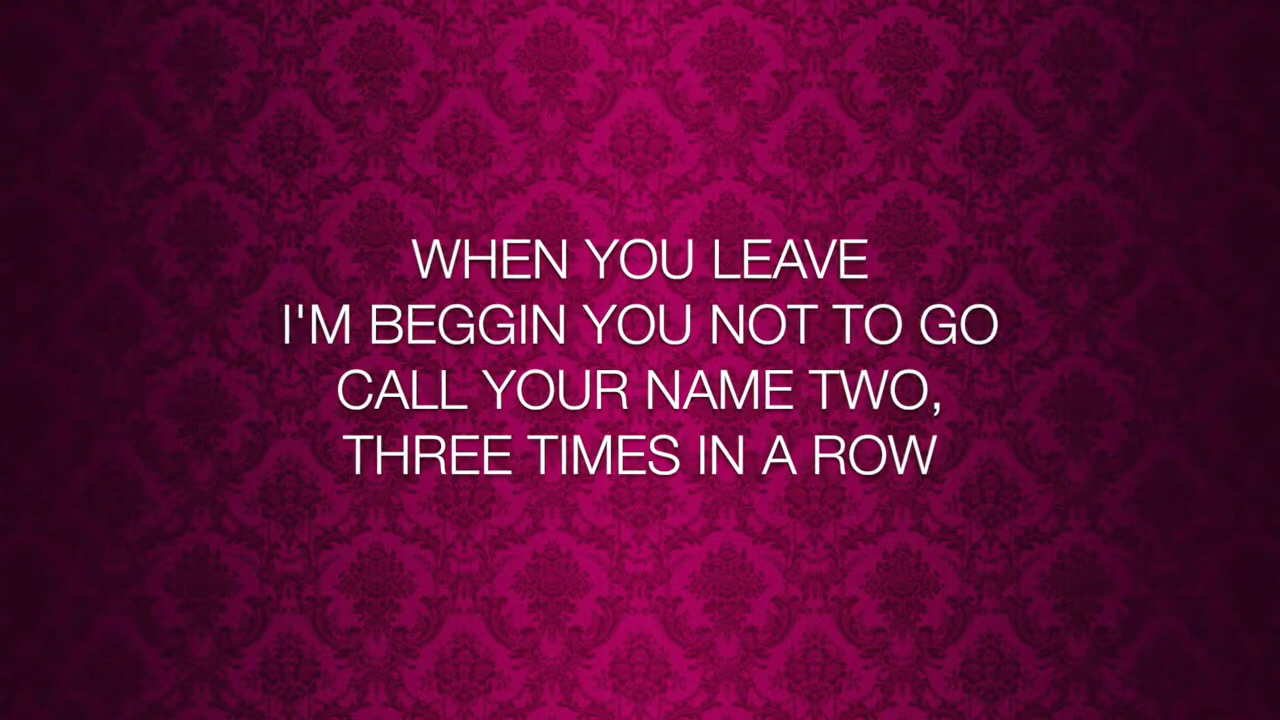 WHEN YOU LEAVE
I'M BEGGIN YOU NOT TO GO
CALL YOUR NAME TWO,
THREE TIMES IN A ROW